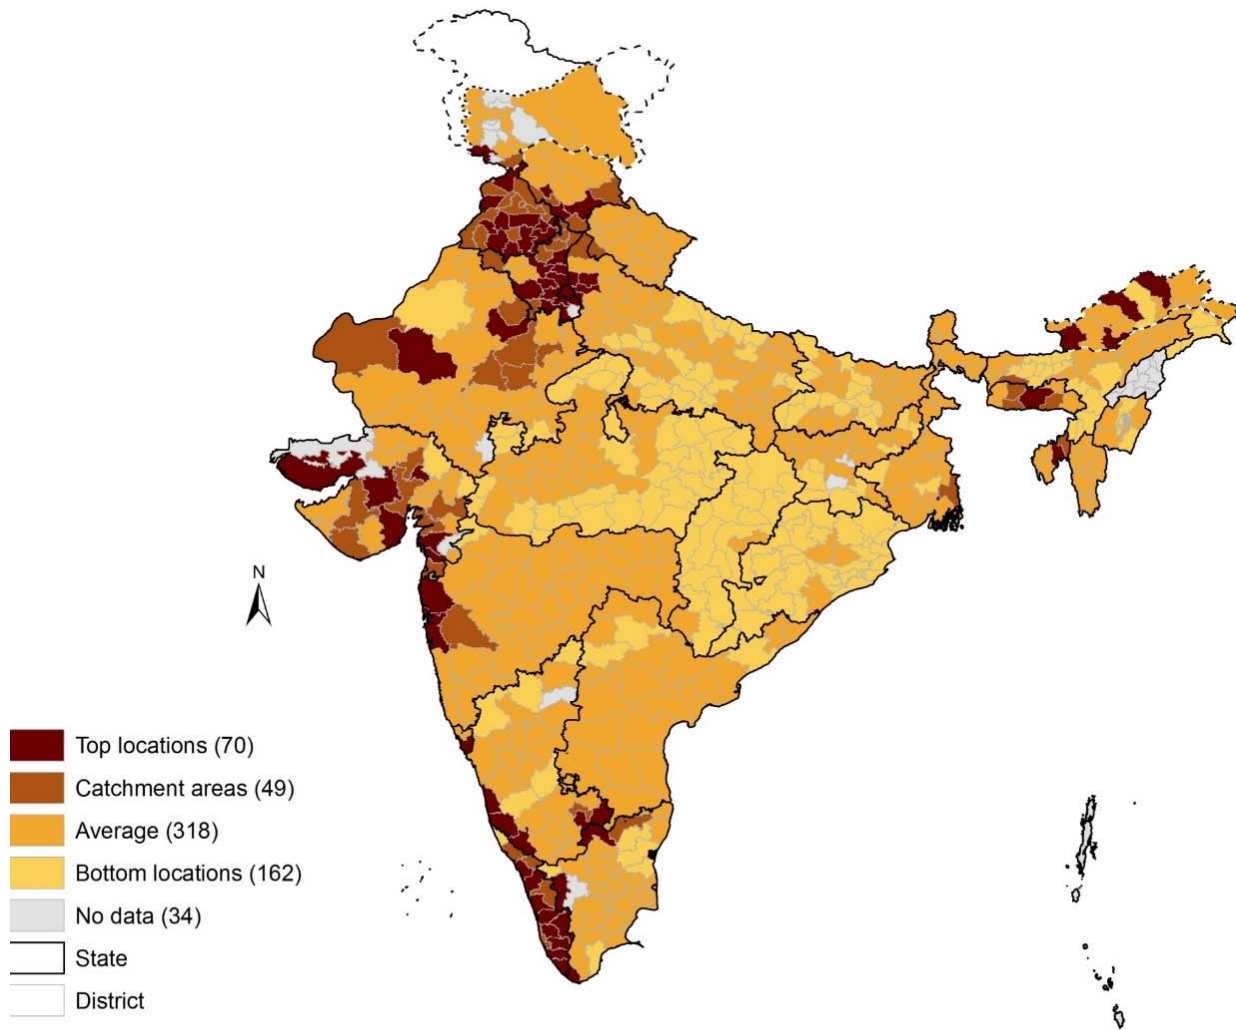 N
Top locations (70)
Catchment areas (49)
Average (318)
Bottom locations (162)
No data (34)
State
District